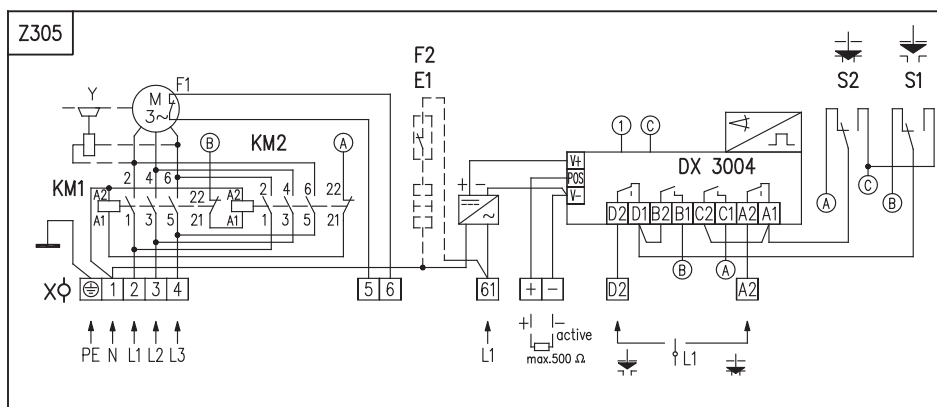 Z305
F2
E1
S2 S1
Y F1
M
3~
B KM2 A
1 C
DX 3004
V+
POS
V-
+ -
= ~
KM1
2 4 6 22 2 4 6 22
A2 A2
A1 A1
1 3 5 21 1 3 5 21
D2 D1 B2 B1 C2 C1 A2 A1
A C B
B A
X 1 2 3 4 5 6 61 + - D2 A2
PE N L1 L2 L3 L1
+ - active
max.500 Ω
L1